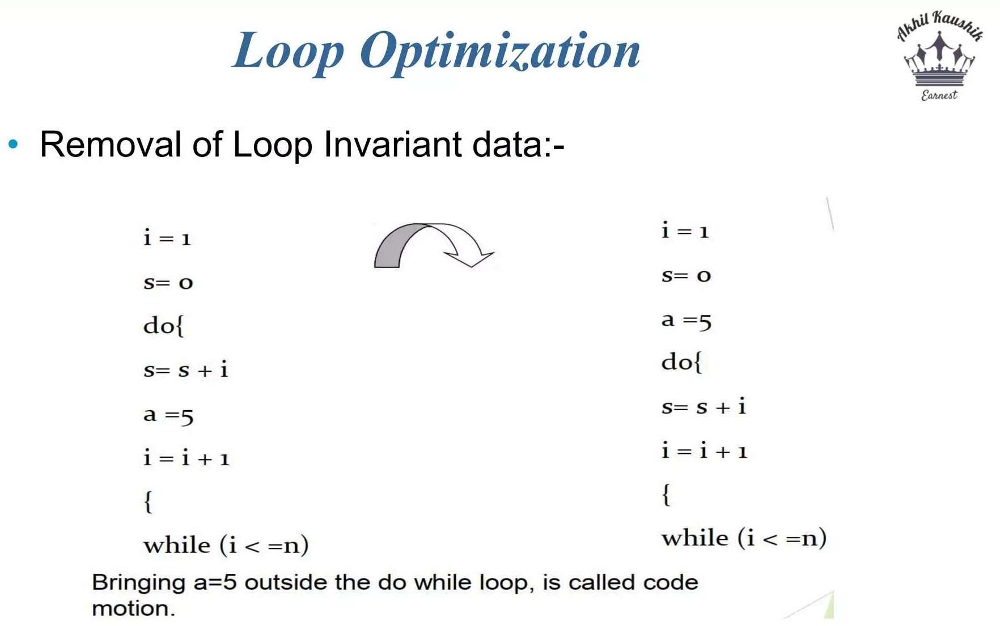 Loop Optimization
Akhil Kaushik
Earnest
• Removal of Loop Invariant data:-
i = 1
s= 0
do{
s= s + i
a =5
i = i + 1
{
while (i < =n)
i = 1
s= 0
a =5
do{
s= s + i
i = i + 1
{
while (i < =n)
Bringing a=5 outside the do while loop, is called code
motion.